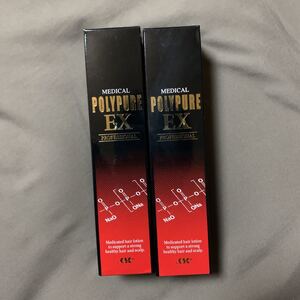 MEDICAL
POLYPURE
EX
PROFESSIONAL
Medicated hair lotion
to support a strong
healthy hair and scalp.
MEDICAL
POLYPURE
EX
PROFESSIONAL
Medicated hair lotion
to support a strong
healthy hair and scalp.